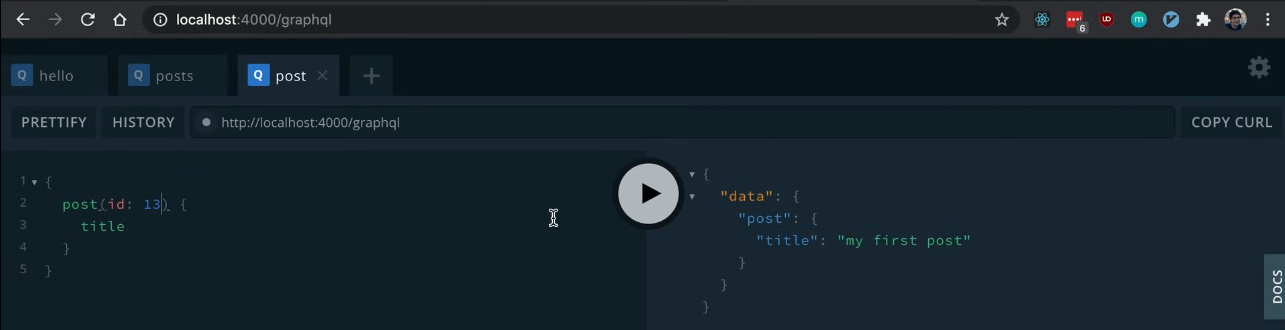 localhost:4000/graphql
6
Q hello
Q posts
Q post
PRETTIFY
HISTORY
http://localhost:4000/graphql
COPY CURL
1 {
2 post(id: 13) {
3 title
4 }
5 }
{
"data": {
"post": {
"title": "my first post"
}
}
}
DOCS